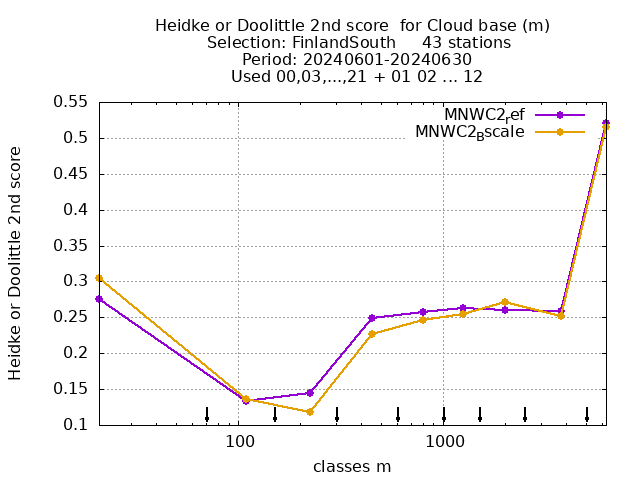 Heidke or Doolittle 2nd score  for Cloud base (m)
Selection: FinlandSouth     43 stations
Period: 20240601-20240630
Used 00,03,...,21 + 01 02 ... 12
MNWC2ref
MNWC2Bscale
0.55
0.5
0.45
0.4
0.35
0.3
0.25
0.2
0.15
0.1
Heidke or Doolittle 2nd score
100
1000
classes m